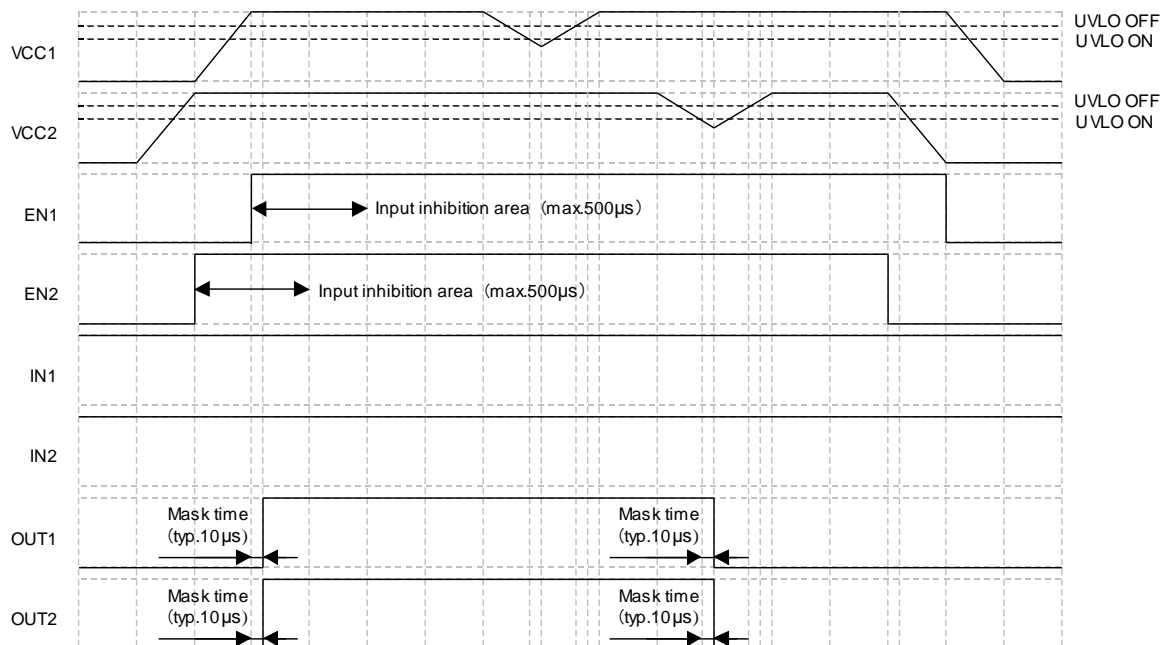 VCC1
UVLO OFF
UVLO ON
VCC2
UVLO OFF
UVLO ON
EN1
Input inhibition area（max.500μs）
EN2
Input inhibition area（max.500μs）
IN1
IN2
OUT1
Mask time
(typ.10μs)
Mask time
(typ.10μs)
OUT2
Mask time
(typ.10μs)
Mask time
(typ.10μs)